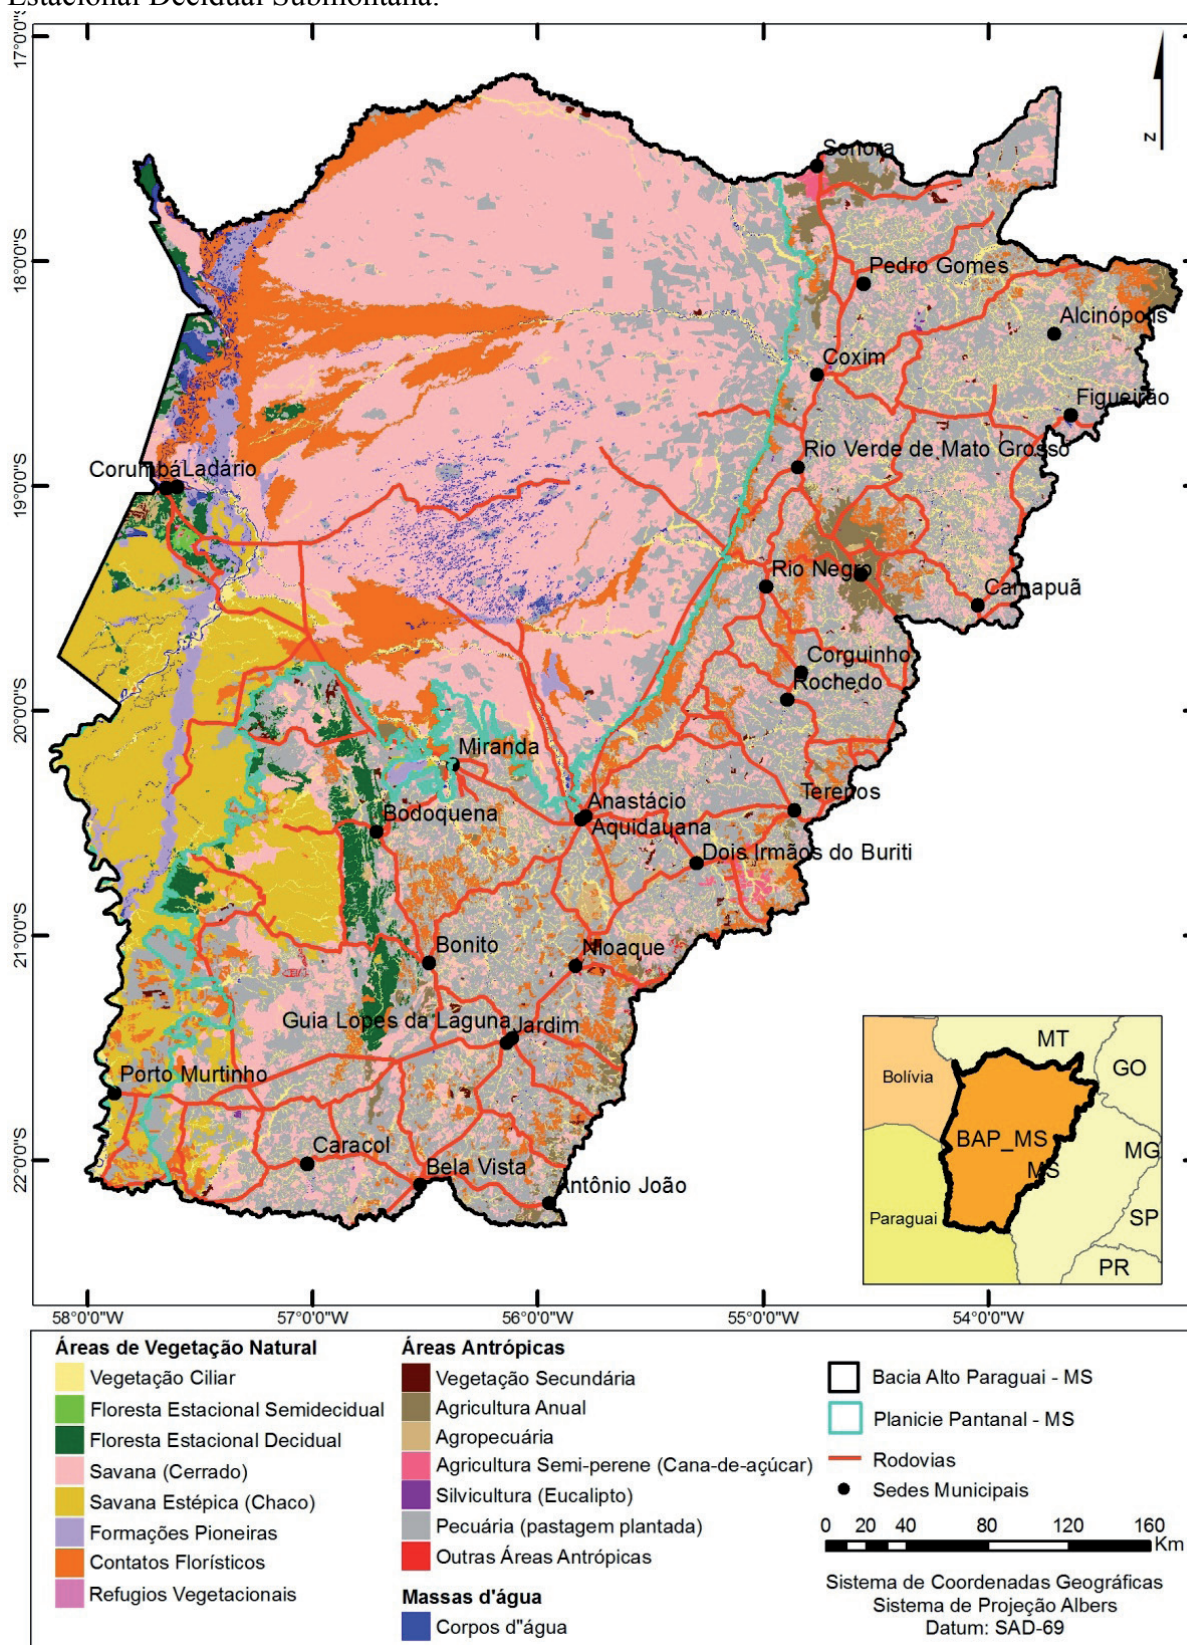 Estacional Decidual Submontana.
17°0'0"S
18°0'0"S
19°0'0"S
20°0'0"S
21°0'0"S
22°0'0"S
z
Sonora
Pedro Gomes
Alcinópolis
Coxim
Figueirão
Rio Verde de Mato Grosso
Corumbá
Ladário
Rio Negro
Camapuã
Corguinho
Rochedo
Miranda
Anastácio
Aquidauana
Terenos
Bodoquena
Dois Irmãos do Buriti
Bonito
Nioaque
Guia Lopes da Laguna
Jardim
Porto Murtinho
Caracol
Bela Vista
Antônio João
MT
GO
Bolívia
BAP_MS
MS
MG
Paraguai
SP
PR
58°0'0"W
57°0'0"W
56°0'0"W
55°0'0"W
54°0'0"W
Áreas de Vegetação Natural
Vegetação Ciliar
Floresta Estacional Semidecidual
Floresta Estacional Decidual
Savana (Cerrado)
Savana Estépica (Chaco)
Formações Pioneiras
Contatos Florísticos
Refugios Vegetacionais
Áreas Antrópicas
Vegetação Secundária
Agricultura Anual
Agropecuária
Agricultura Semi-perene (Cana-de-açúcar)
Silvicultura (Eucalipto)
Pecuária (pastagem plantada)
Outras Áreas Antrópicas
Massas d'água
Corpos d"água
Bacia Alto Paraguai - MS
Planicie Pantanal - MS
Rodovias
Sedes Municipais
0 20 40 80 120 160
Km
Sistema de Coordenadas Geográficas
Sistema de Projeção Albers
Datum: SAD-69